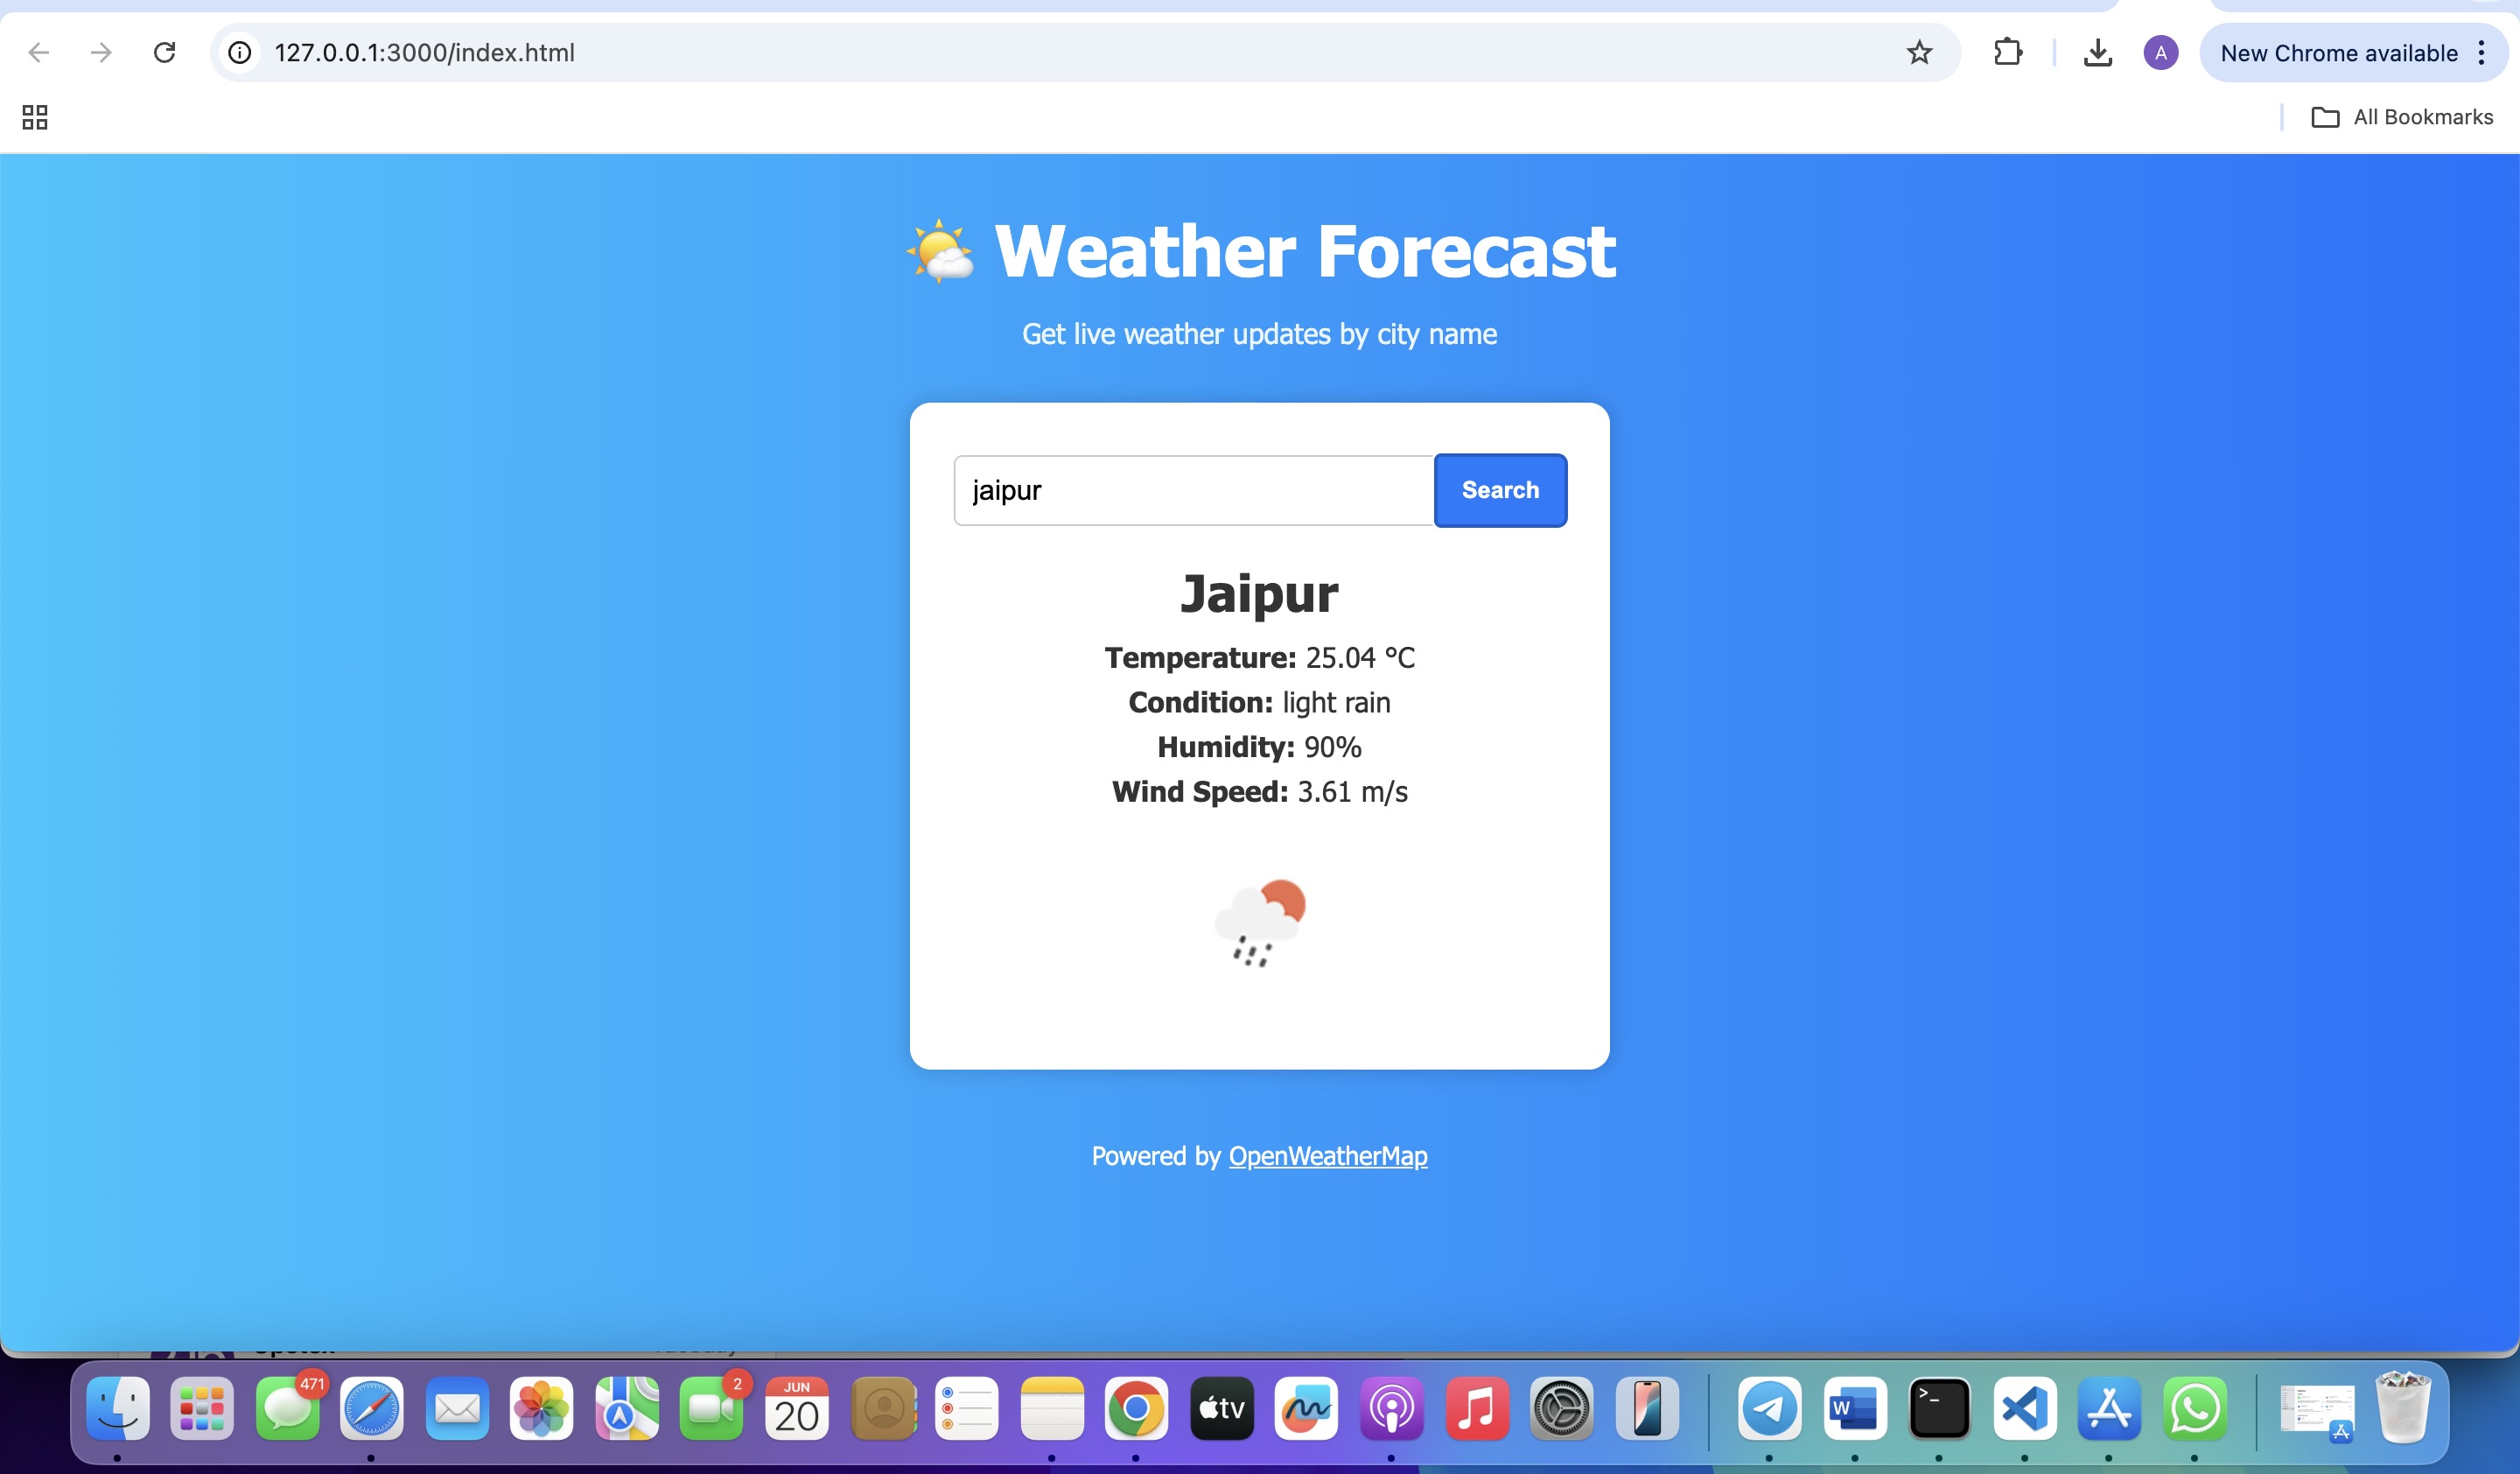 127.0.0.1:3000/index.html
A
New Chrome available
All Bookmarks
Weather Forecast
Get live weather updates by city name
jaipur
Search
Jaipur
Temperature: 25.04 °C
Condition: light rain
Humidity: 90%
Wind Speed: 3.61 m/s
Powered by OpenWeatherMap
471
2
JUN
20
tv
W
>_